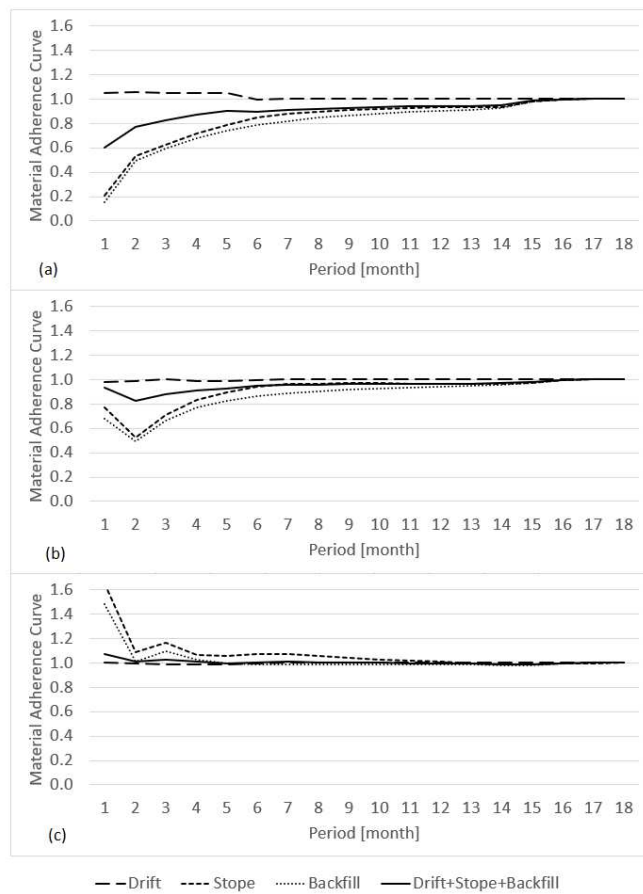 Material Adherence Curve
1.6
1.4
1.2
1.0
0.8
0.6
0.4
0.2
0.0
1 2 3 4 5 6 7 8 9 10 11 12 13 14 15 16 17 18
(a)
Period [month]
Material Adherence Curve
1.6
1.4
1.2
1.0
0.8
0.6
0.4
0.2
0.0
1 2 3 4 5 6 7 8 9 10 11 12 13 14 15 16 17 18
Period [month]
(b)
Material Adherence Curve
1.6
1.4
1.2
1.0
0.8
0.6
0.4
0.2
0.0
1 2 3 4 5 6 7 8 9 10 11 12 13 14 15 16 17 18
(c)
Period [month]
Drift Stope Backfill Drift+Stope+Backfill